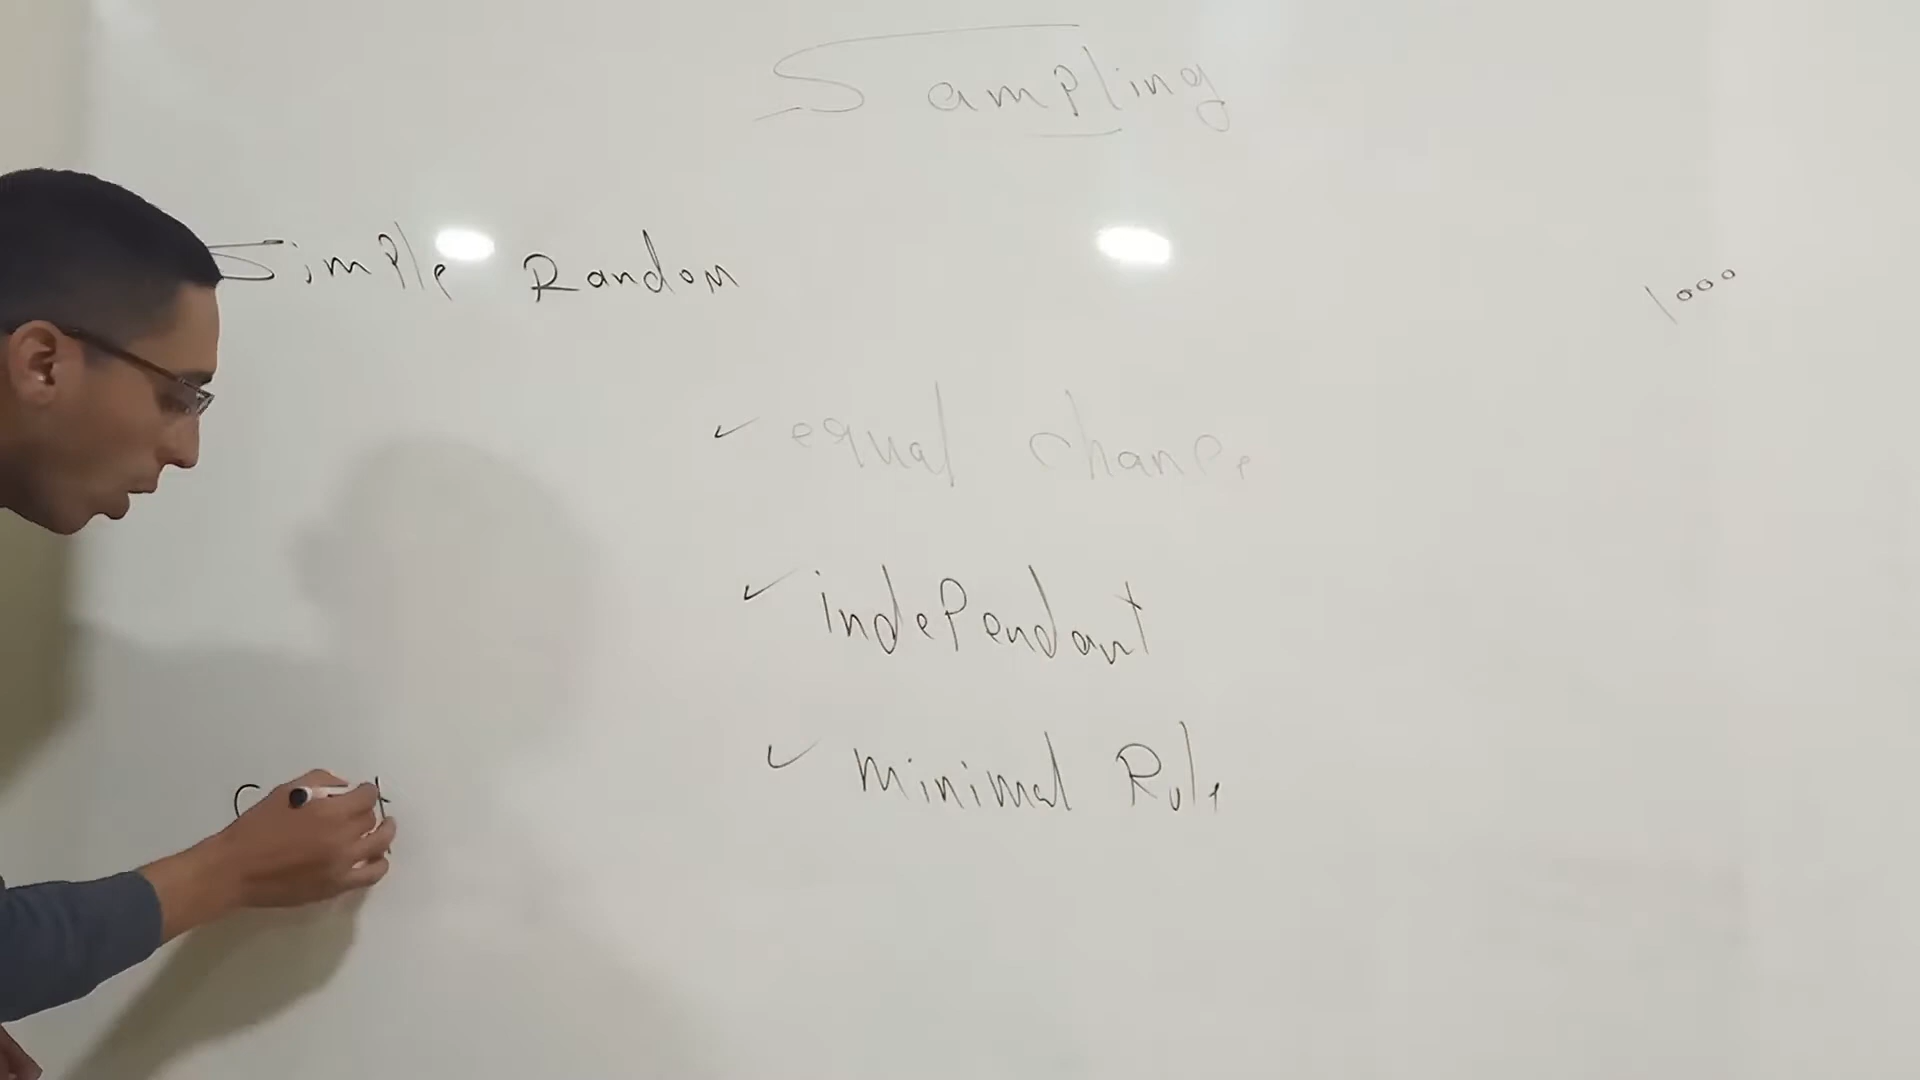 Sampling
Simple Random
1000
✓ equal chance
✓ independant
✓ minimal Rule